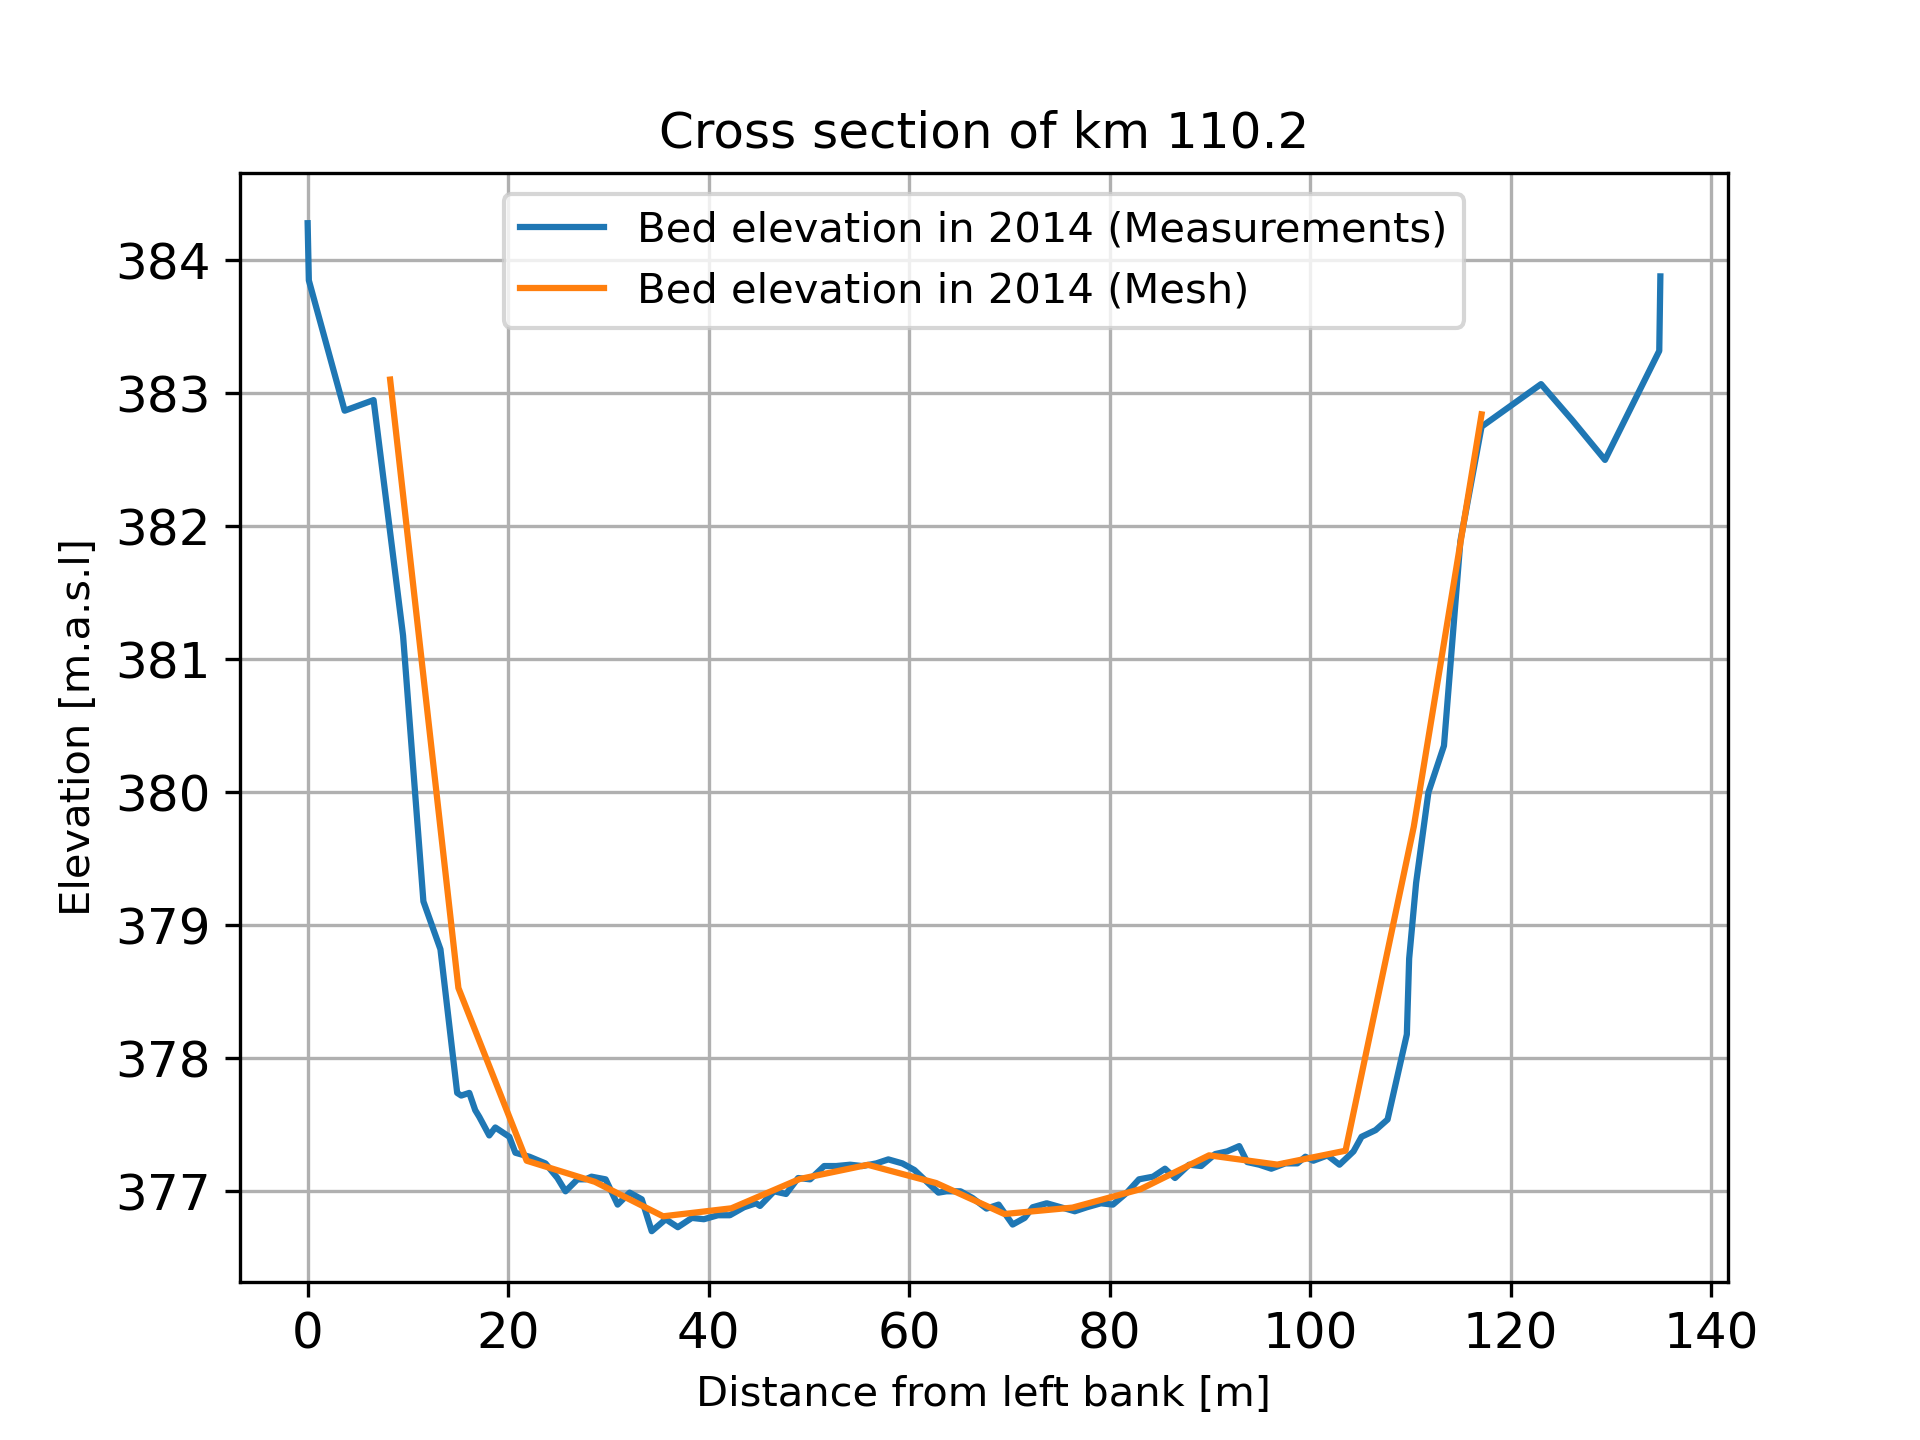 Cross section of km 110.2
Bed elevation in 2014 (Measurements)
Bed elevation in 2014 (Mesh)
384
383
382
381
380
379
378
377
Elevation [m.a.s.l]
0 20 40 60 80 100 120 140
Distance from left bank [m]